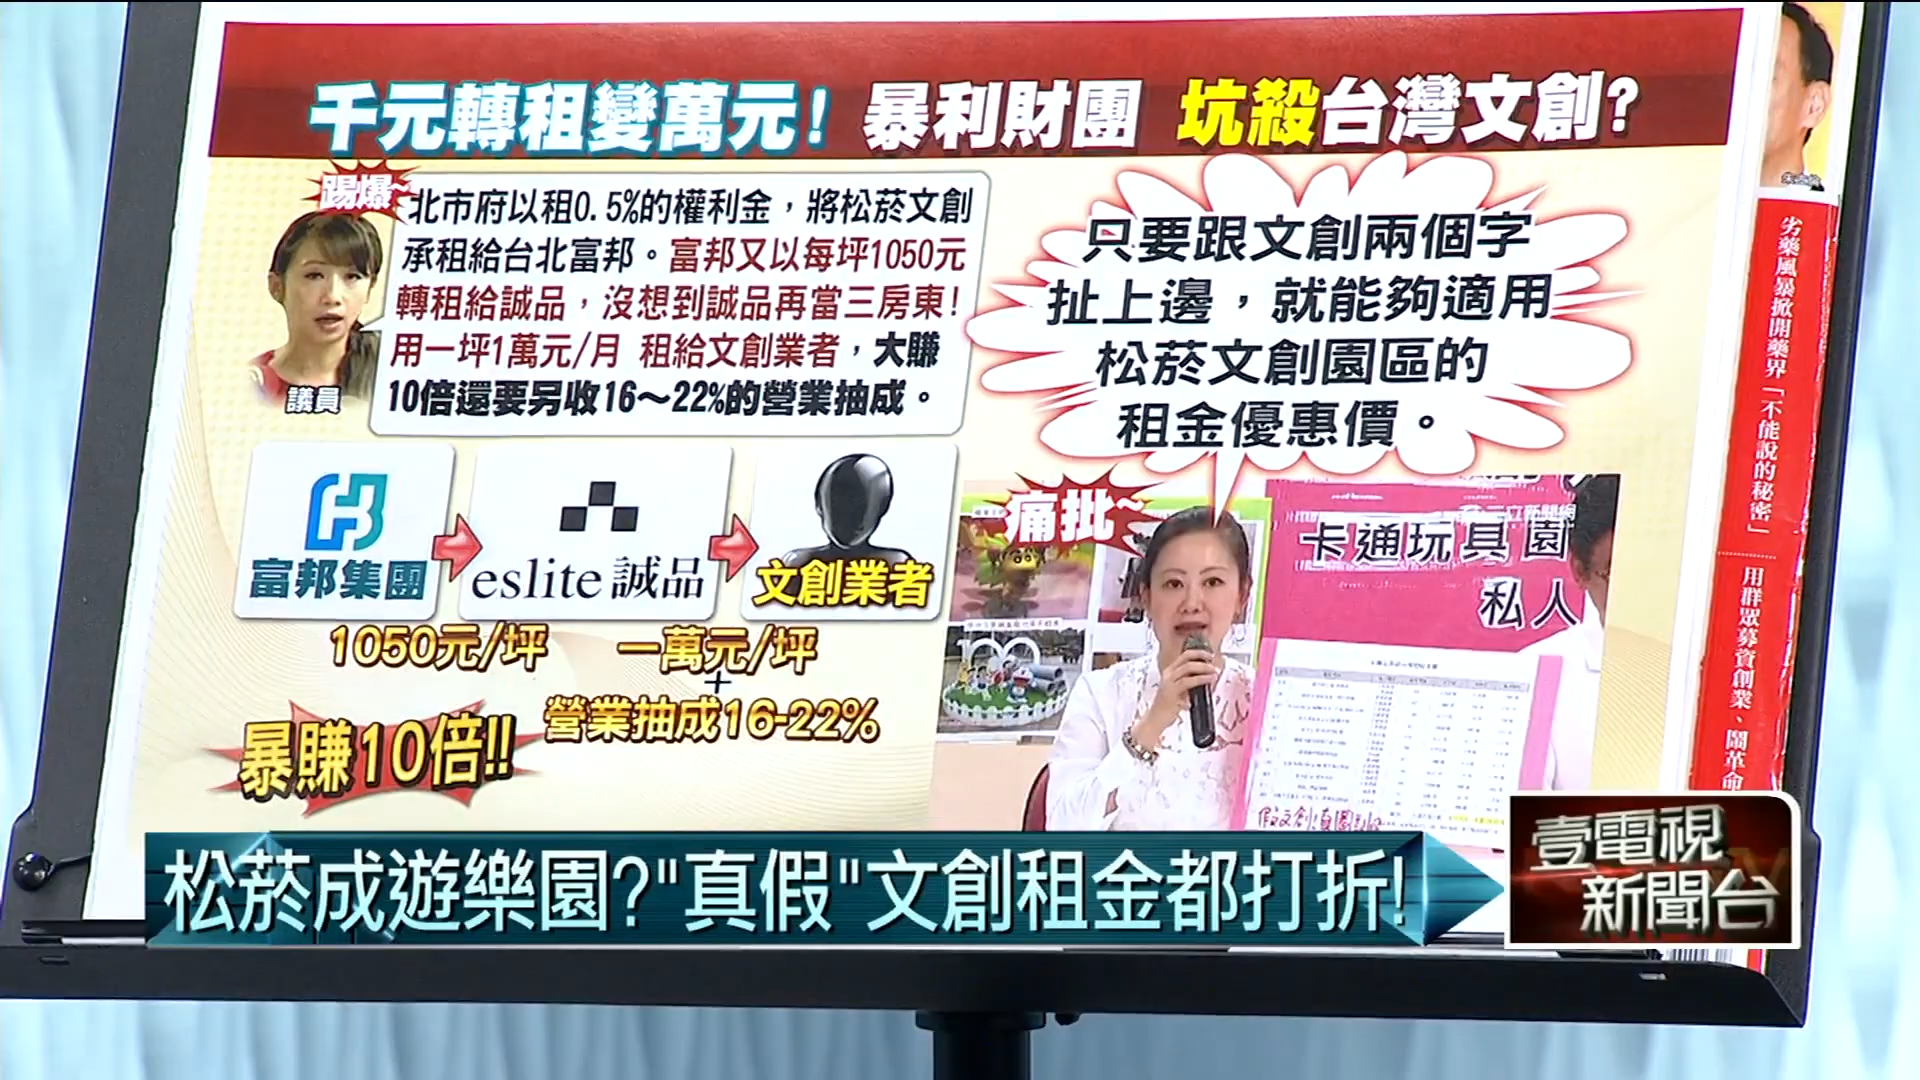 千元轉租變萬元! 暴利財團 坑殺台灣文創?
踢爆~
北市府以租0.5%的權利金，將松菸文創
承租給台北富邦。富邦又以每坪1050元
轉租給誠品，沒想到誠品再當三房東!
用一坪1萬元/月 租給文創業者，大賺
10倍還要另收16~22%的營業抽成。
議員
只要跟文創兩個字
扯上邊，就能夠適用
松菸文創園區的
租金優惠價。
痛批~
富邦集團
eslite誠品
文創業者
1050元/坪
一萬元/坪
+
營業抽成16-22%
暴賺10倍!!
卡通玩具園
私人
劣藥風暴掀開藥界「不能說的秘密」
用群眾募資創業、鬧革命
松菸成遊樂園?"真假"文創租金都打折!
壹電視
新聞台